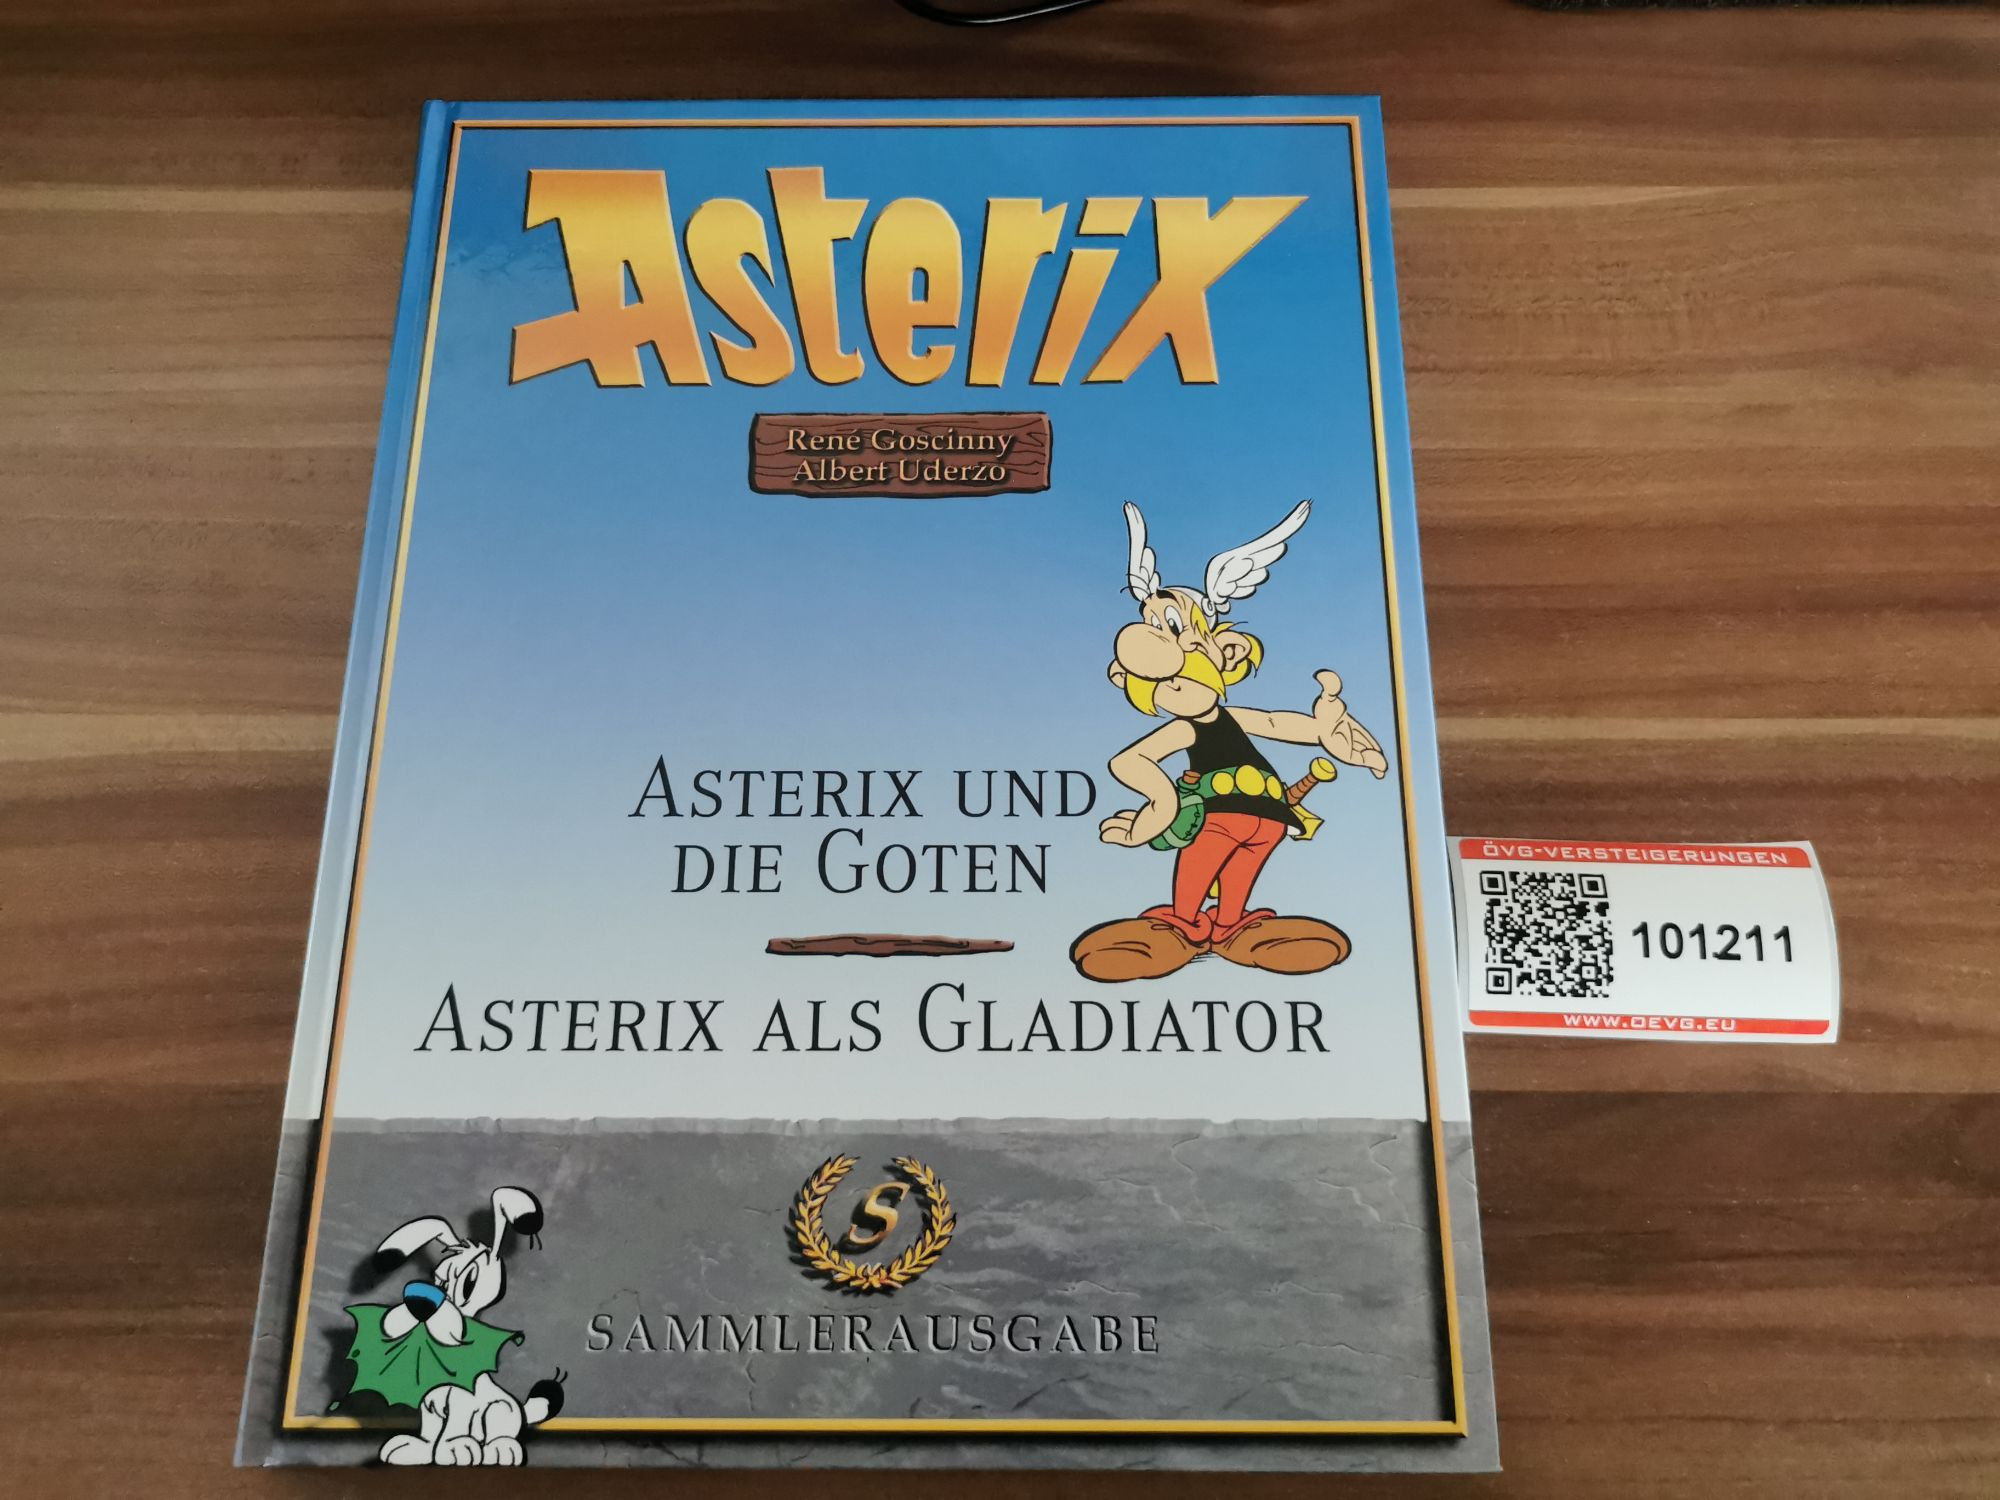 Asterix
René Goscinny
Albert Uderzo
ASTERIX UND
DIE GOTEN
ASTERIX ALS GLADIATOR
S
SAMMLERAUSGABE
ÖVG-VERSTEIGERUNGEN
101211
WWW.OEVG.EU